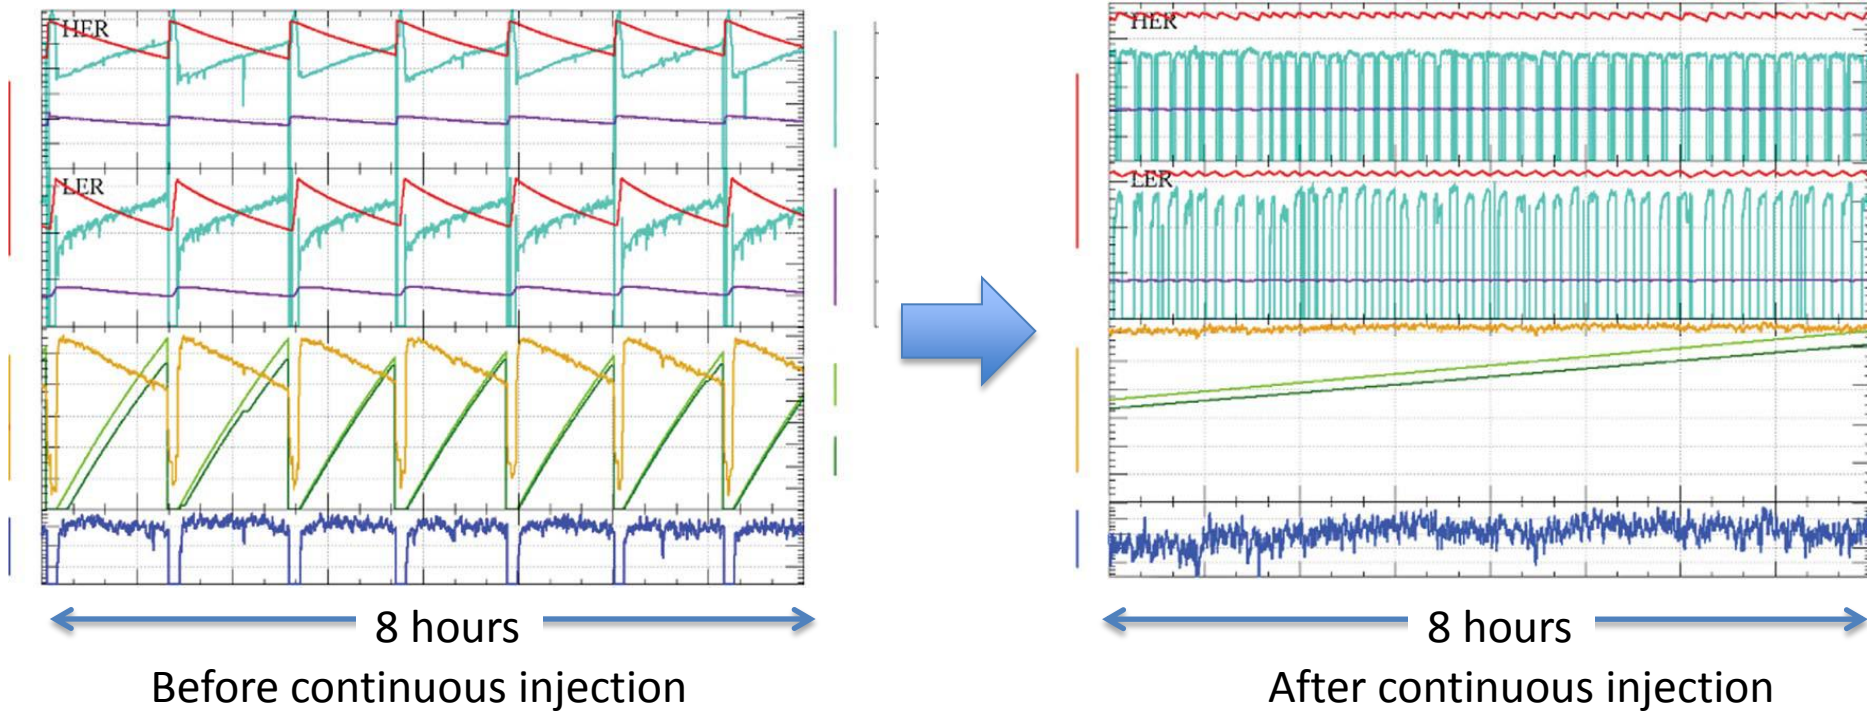 HER
LER
8 hours
Before continuous injection
HER
LER
8 hours
After continuous injection